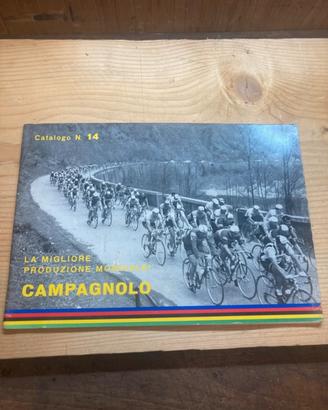 Catalogo N. 14
LA MIGLIORE
PRODUZIONE MONDIALE
CAMPAGNOLO